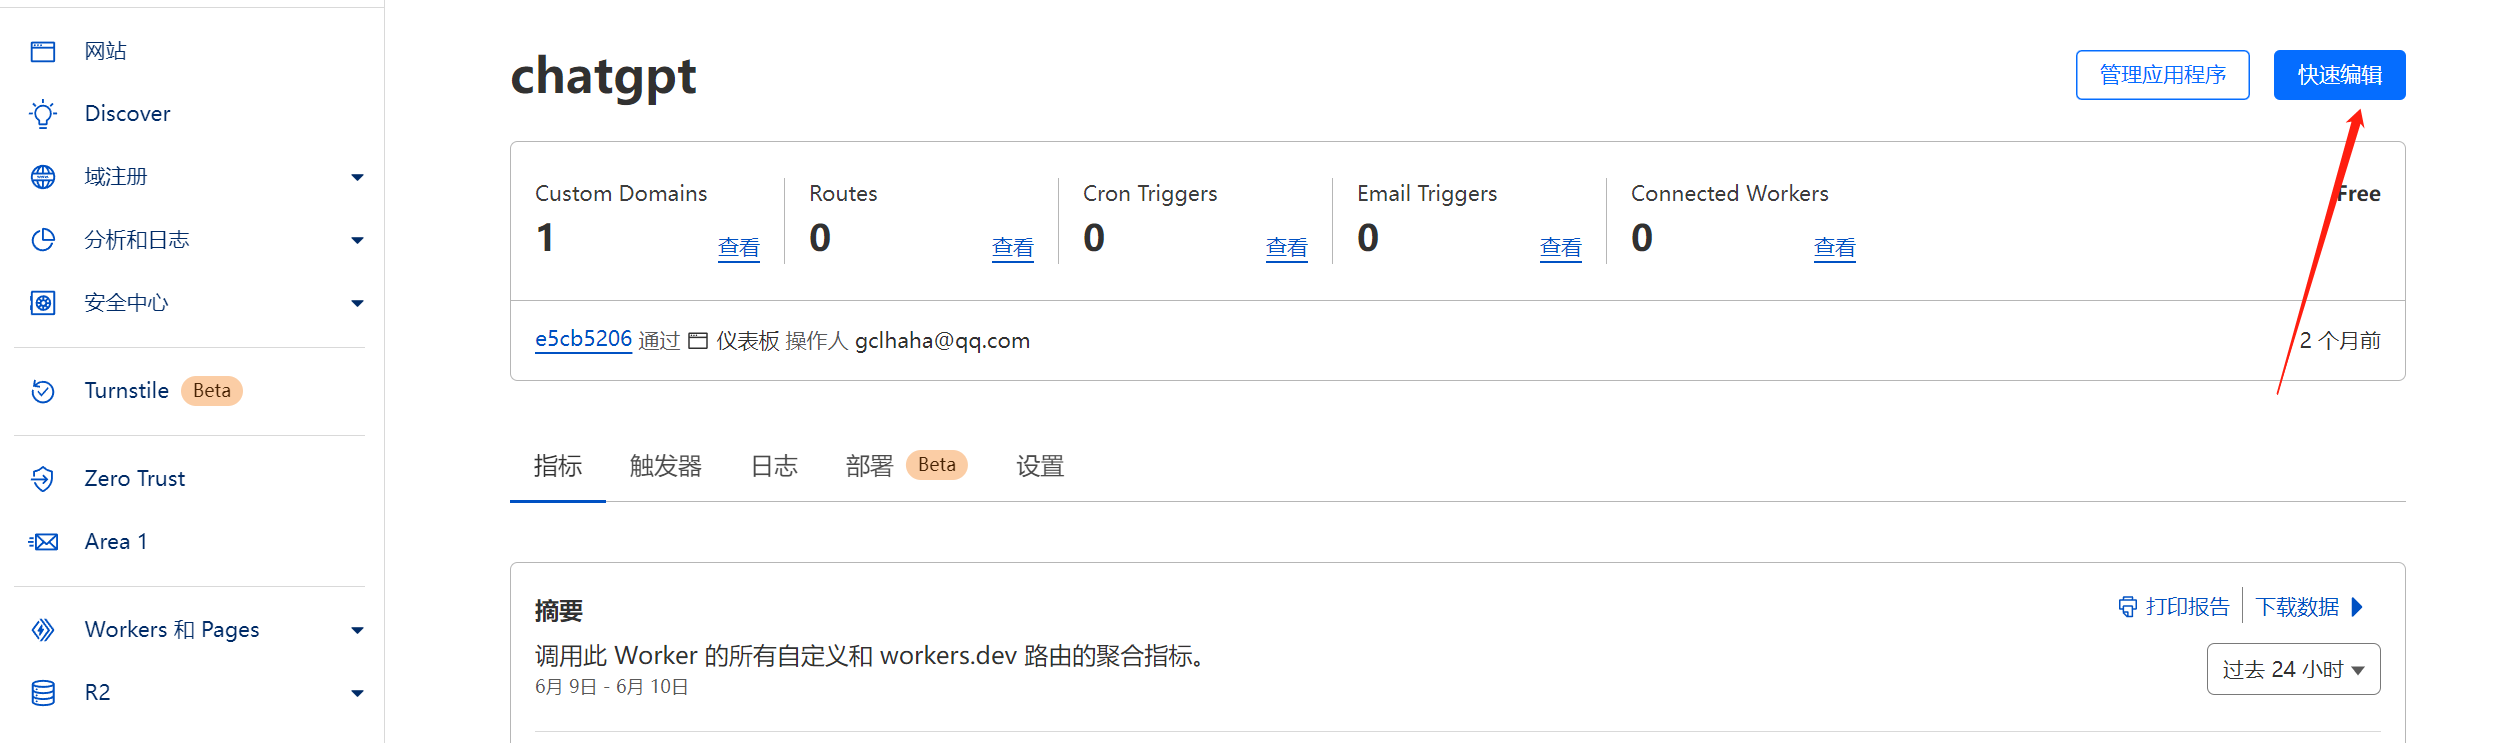 网站
Discover
域注册
分析和日志
安全中心
Turnstile Beta
Zero Trust
Area 1
Workers 和 Pages
R2
chatgpt
管理应用程序
快速编辑
Custom Domains
1
查看
Routes
0
查看
Cron Triggers
0
查看
Email Triggers
0
查看
Connected Workers
0
查看
Free
e5cb5206 通过 仪表板 操作人 gclhaha@qq.com
2 个月前
指标 触发器 日志 部署 Beta 设置
摘要
打印报告 下载数据
调用此 Worker 的所有自定义和 workers.dev 路由的聚合指标。
6月 9日 - 6月 10日
过去 24 小时